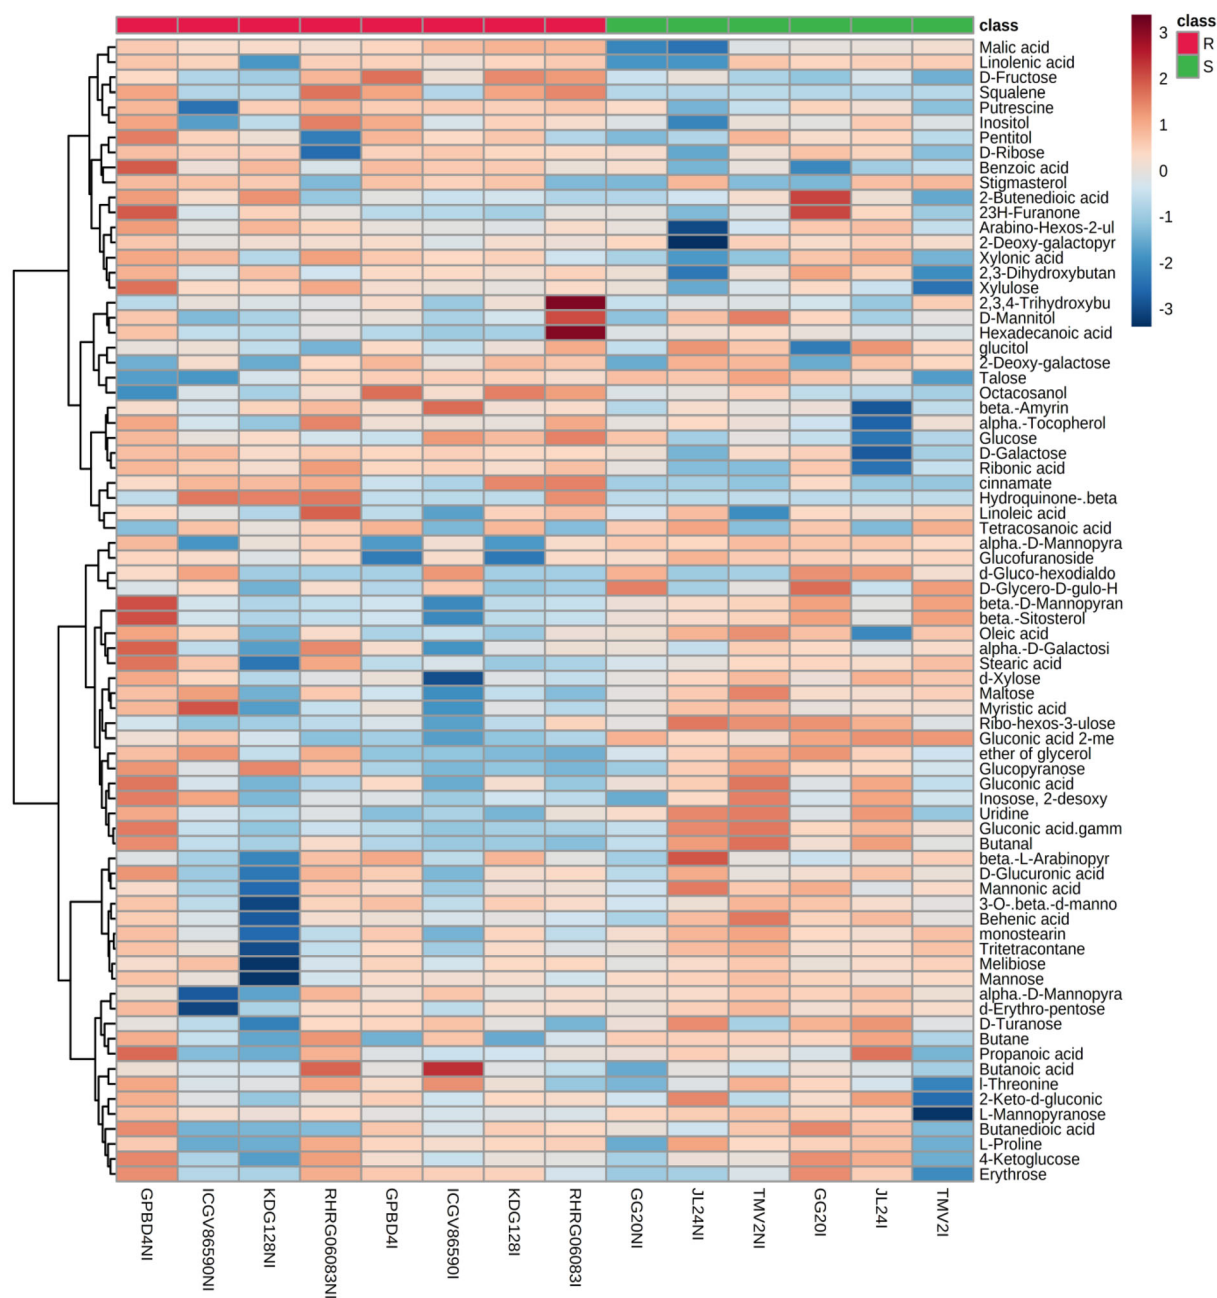 class
Malic acid
Linolenic acid
D-Fructose
Squalene
Putrescine
Inositol
Pentitol
D-Ribose
Benzoic acid
Stigmasterol
2-Butenedioic acid
23H-Furanone
Arabino-Hexos-2-ul
2-Deoxy-galactopyr
Xylonic acid
2,3-Dihydroxybutan
Xylulose
2,3,4-Trihydroxybu
D-Mannitol
Hexadecanoic acid
glucitol
2-Deoxy-galactose
Talose
Octacosanol
beta.-Amyrin
alpha.-Tocopherol
Glucose
D-Galactose
Ribonic acid
cinnamate
Hydroquinone-.beta
Linoleic acid
Tetracosanoic acid
alpha.-D-Mannopyra
Glucofuranoside
d-Gluco-hexodialdo
D-Glycero-D-gulo-H
beta.-D-Mannopyran
beta.-Sitosterol
Oleic acid
alpha.-D-Galactosi
Stearic acid
d-Xylose
Maltose
Myristic acid
Ribo-hexos-3-ulose
Gluconic acid 2-me
ether of glycerol
Glucopyranose
Gluconic acid
Inosose, 2-desoxy
Uridine
Gluconic acid.gamm
Butanal
beta.-L-Arabinopyr
D-Glucuronic acid
Mannonic acid
3-O-.beta.-d-manno
Behenic acid
monostearin
Tritetracontane
Melibiose
Mannose
alpha.-D-Mannopyra
d-Erythro-pentose
D-Turanose
Butane
Propanoic acid
Butanoic acid
l-Threonine
2-Keto-d-gluconic
L-Mannopyranose
Butanedioic acid
L-Proline
4-Ketoglucose
Erythrose
GPBD4NI
ICGV86590NI
KDG128NI
RHRG06083NI
GPBD4I
ICGV86590I
KDG128I
RHRG06083I
GG20NI
JL24NI
TMV2NI
GG20I
JL24I
TMV2I
3
2
1
0
-1
-2
-3
class
R
S